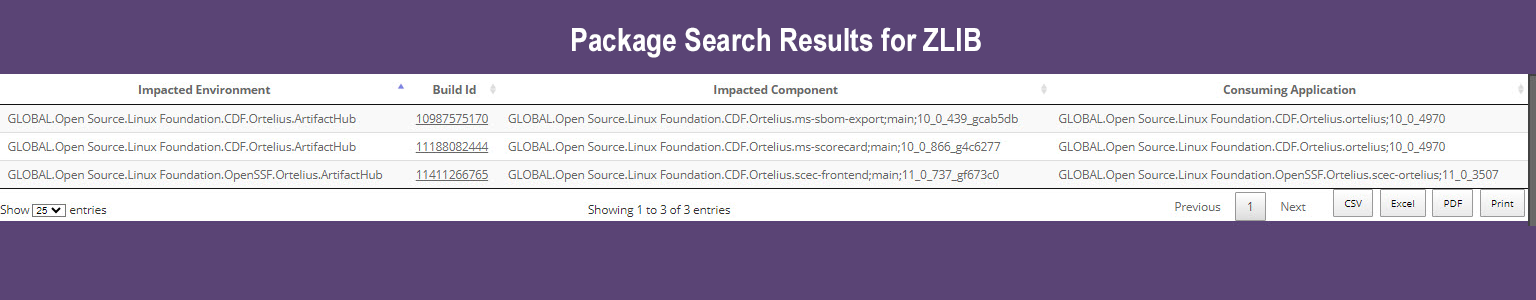 Package Search Results for ZLIB
Impacted Environment Build Id Impacted Component Consuming Application
GLOBAL.Open Source.Linux Foundation.CDF.Ortelius.ArtifactHub 10987575170 GLOBAL.Open Source.Linux Foundation.CDF.Ortelius.ms-sbom-export;main;10_0_439_gcab5db GLOBAL.Open Source.Linux Foundation.CDF.Ortelius.ortelius;10_0_4970
GLOBAL.Open Source.Linux Foundation.CDF.Ortelius.ArtifactHub 11188082444 GLOBAL.Open Source.Linux Foundation.CDF.Ortelius.ms-scorecard;main;10_0_866_g4c6277 GLOBAL.Open Source.Linux Foundation.CDF.Ortelius.ortelius;10_0_4970
GLOBAL.Open Source.Linux Foundation.OpenSSF.Ortelius.ArtifactHub 11411266765 GLOBAL.Open Source.Linux Foundation.CDF.Ortelius.scec-frontend;main;11_0_737_gf673c0 GLOBAL.Open Source.Linux Foundation.OpenSSF.Ortelius.scec-ortelius;11_0_3507
Show 25 entries Showing 1 to 3 of 3 entries Previous 1 Next CSV Excel PDF Print